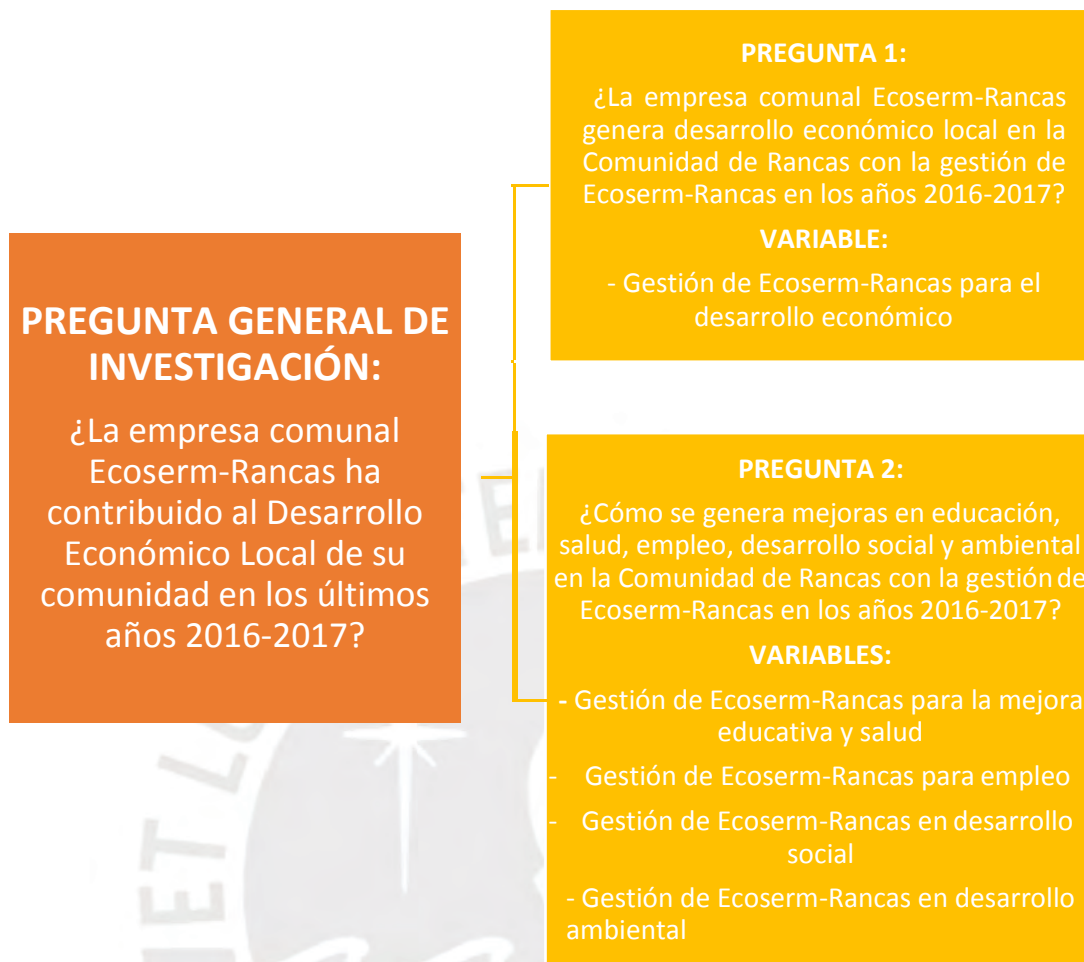 PREGUNTA GENERAL DE
INVESTIGACIÓN:
¿La empresa comunal
Ecoserm-Rancas ha
contribuido al Desarrollo
Económico Local de su
comunidad en los últimos
años 2016-2017?
PREGUNTA 1:
¿La empresa comunal Ecoserm-Rancas
genera desarrollo económico local en la
Comunidad de Rancas con la gestión de
Ecoserm-Rancas en los años 2016-2017?
VARIABLE:
- Gestión de Ecoserm-Rancas para el
desarrollo económico
PREGUNTA 2:
¿Cómo se genera mejoras en educación,
salud, empleo, desarrollo social y ambiental
en la Comunidad de Rancas con la gestión de
Ecoserm-Rancas en los años 2016-2017?
VARIABLES:
- Gestión de Ecoserm-Rancas para la mejora
educativa y salud
- Gestión de Ecoserm-Rancas para empleo
- Gestión de Ecoserm-Rancas en desarrollo
social
- Gestión de Ecoserm-Rancas en desarrollo
ambiental